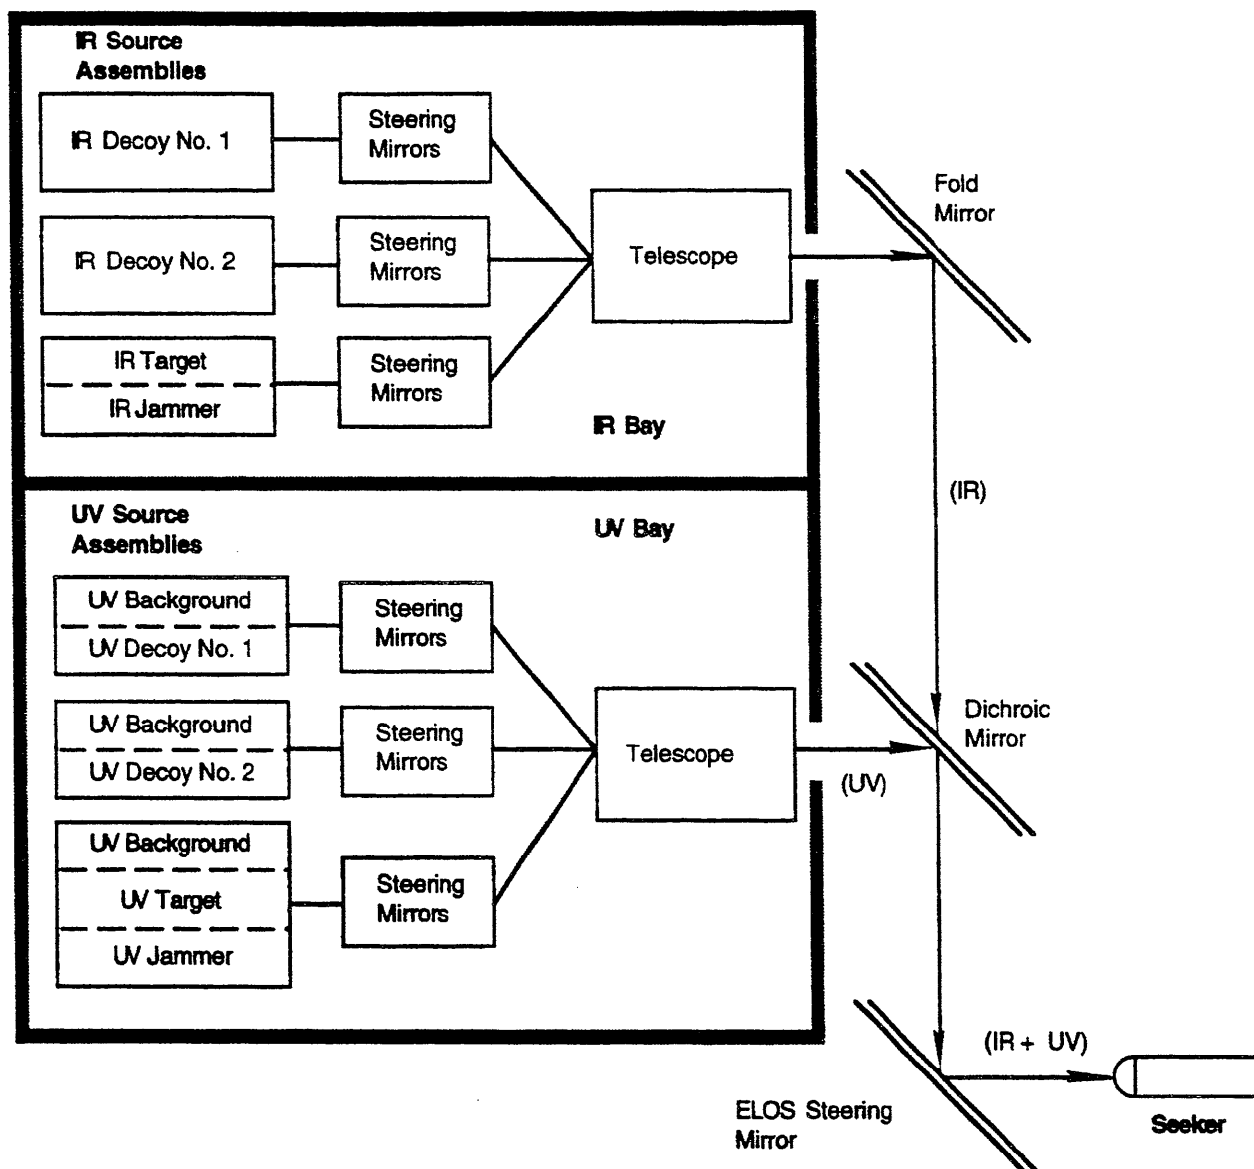 IR Source
Assemblies
IR Decoy No. 1
Steering
Mirrors
IR Decoy No. 2
Steering
Mirrors
IR Target
IR Jammer
Steering
Mirrors
Telescope
IR Bay
Fold
Mirror
(IR)
UV Source
Assemblies
UV Bay
UV Background
UV Decoy No. 1
Steering
Mirrors
UV Background
UV Decoy No. 2
Steering
Mirrors
UV Background
UV Target
UV Jammer
Steering
Mirrors
Telescope
(UV)
Dichroic
Mirror
(IR + UV)
ELOS Steering
Mirror
Seeker